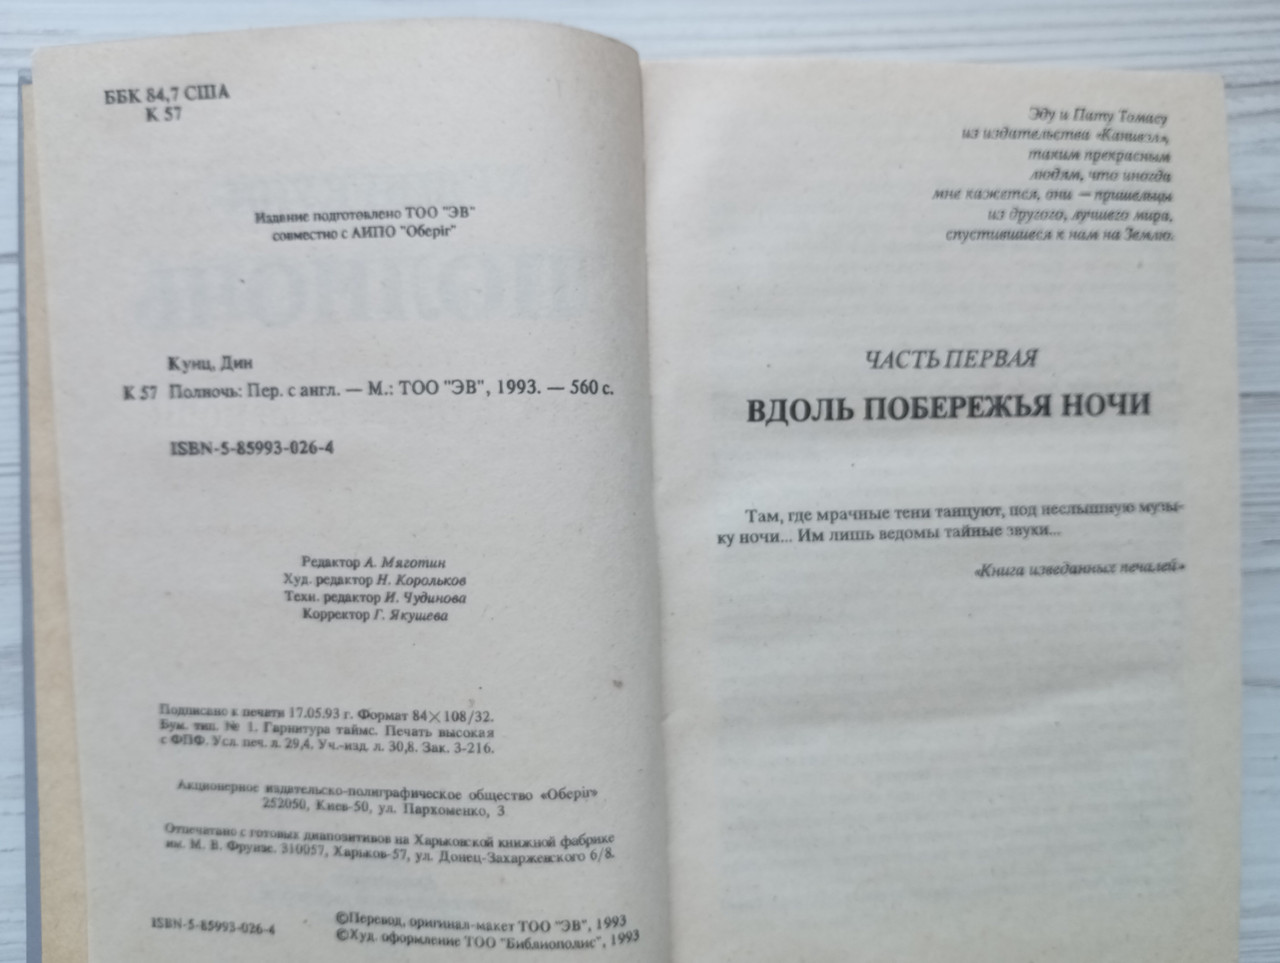 ББК 84,7 США
К 57
Издание подготовлено ТОО "ЭВ"
совместно с АИПО "Оберiг"
Кунц, Дин
К 57 Полночь: Пер. с англ. — М.: ТОО "ЭВ", 1993. — 560 с.
ISBN-5-85993-026-4
Редактор А. Мяготин
Худ. редактор Н. Корольков
Техн. редактор И. Чудинова
Корректор Г. Якушева
Подписано к печати 17.05.93 г. Формат 84×108/32.
Бум. тип. № 1. Гарнитура таймс. Печать высокая
с ФПФ. Усл. печ. л. 29,4. Уч.-изд. л. 30,8. Зак. 3-216.
Акционерное издательско-полиграфическое общество «Оберiг»
252050, Киев-50, ул. Пархоменко, 3
Отпечатано с готовых диапозитивов на Харьковской книжной фабрике
им. М. В. Фрунзе. 310057, Харьков-57, ул. Донец-Захаржевского 6/8.
ISBN-5-85993-026-4
©Перевод, оригинал-макет ТОО "ЭВ", 1993
©Худ. оформление ТОО "Библиополис", 1993
Эду и Пату Томасу
из издательства «Канивэл»,
таким прекрасным
людям, что иногда
мне кажется, они — пришельцы
из другого, лучшего мира,
спустившиеся к нам на Землю.
ЧАСТЬ ПЕРВАЯ
ВДОЛЬ ПОБЕРЕЖЬЯ НОЧИ
Там, где мрачные тени танцуют, под неслышную музы-
ку ночи... Им лишь ведомы тайные звуки...
«Книга изведанных печалей»